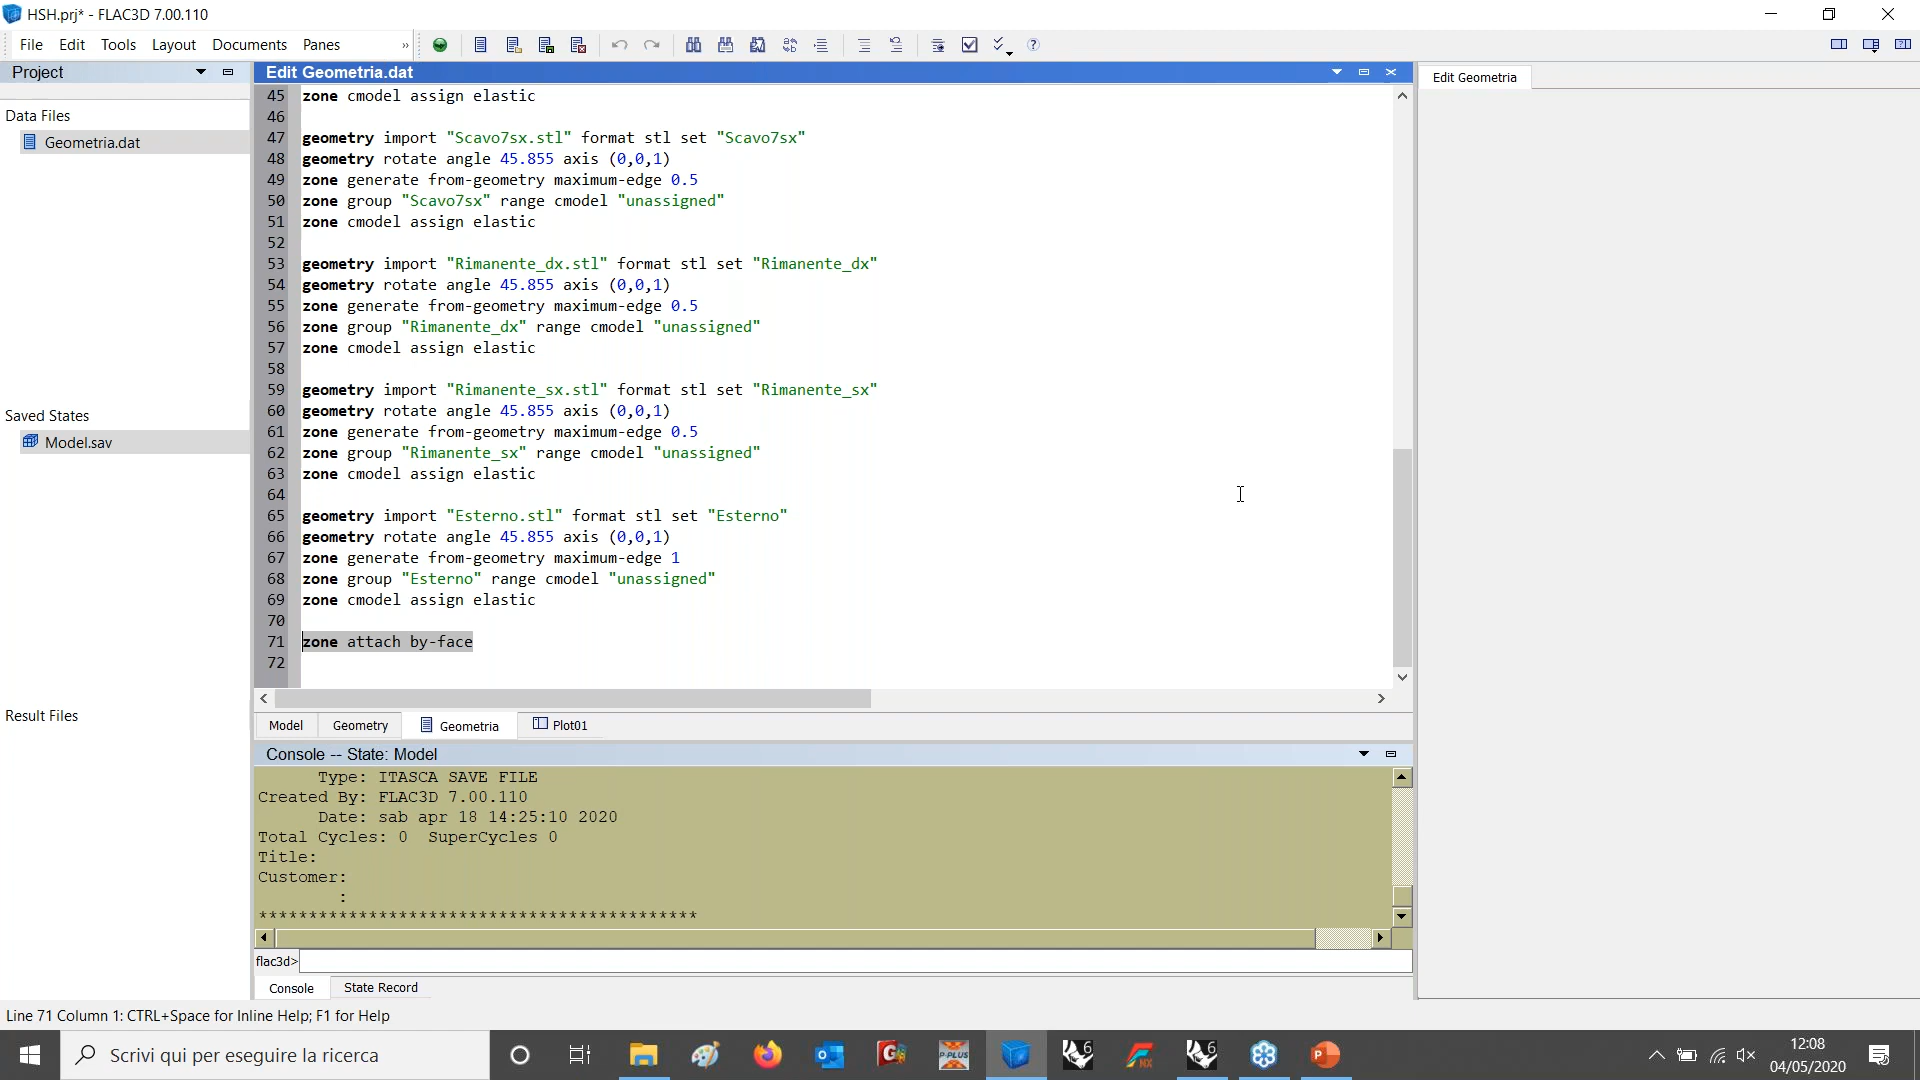 HSH.prj* - FLAC3D 7.00.110
File Edit Tools Layout Documents Panes »
Project
Edit Geometria.dat
Edit Geometria
Data Files
Geometria.dat
Saved States
Model.sav
Result Files
45 zone cmodel assign elastic
46
47 geometry import "Scavo7sx.stl" format stl set "Scavo7sx"
48 geometry rotate angle 45.855 axis (0,0,1)
49 zone generate from-geometry maximum-edge 0.5
50 zone group "Scavo7sx" range cmodel "unassigned"
51 zone cmodel assign elastic
52
53 geometry import "Rimanente_dx.stl" format stl set "Rimanente_dx"
54 geometry rotate angle 45.855 axis (0,0,1)
55 zone generate from-geometry maximum-edge 0.5
56 zone group "Rimanente_dx" range cmodel "unassigned"
57 zone cmodel assign elastic
58
59 geometry import "Rimanente_sx.stl" format stl set "Rimanente_sx"
60 geometry rotate angle 45.855 axis (0,0,1)
61 zone generate from-geometry maximum-edge 0.5
62 zone group "Rimanente_sx" range cmodel "unassigned"
63 zone cmodel assign elastic
64
65 geometry import "Esterno.stl" format stl set "Esterno"
66 geometry rotate angle 45.855 axis (0,0,1)
67 zone generate from-geometry maximum-edge 1
68 zone group "Esterno" range cmodel "unassigned"
69 zone cmodel assign elastic
70
71 zone attach by-face
72
Model Geometry Geometria Plot01
Console -- State: Model
Type: ITASCA SAVE FILE
Created By: FLAC3D 7.00.110
Date: sab apr 18 14:25:10 2020
Total Cycles: 0 SuperCycles 0
Title:
Customer:
:
********************************************
flac3d>
Console State Record
Line 71 Column 1: CTRL+Space for Inline Help; F1 for Help
Scrivi qui per eseguire la ricerca
12:08
04/05/2020